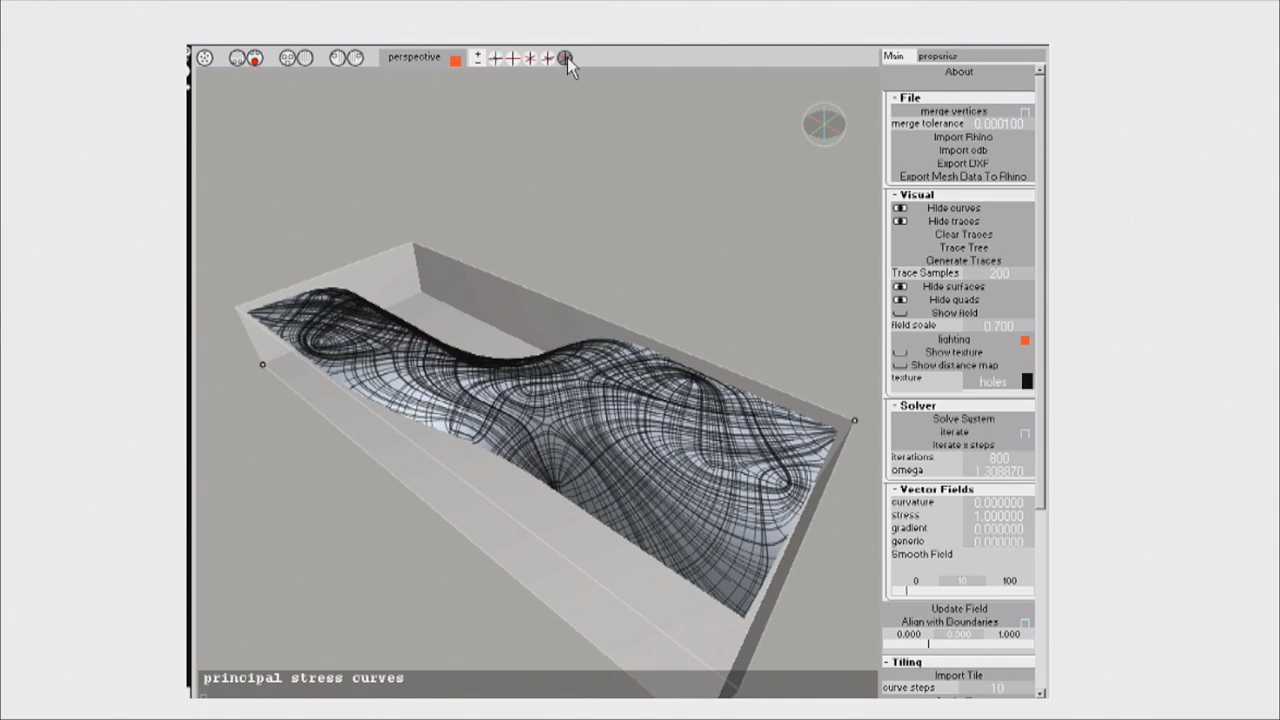 perspective
Main properies
About
- File
merge vertices
merge tolerance 0.000100
Import Rhino
Import odb
Export DXF
Export Mesh Data To Rhino
- Visual
Hide curves
Hide traces
Clear Traces
Trace Tree
Generate Traces
Trace Samples 200
Hide surfaces
Hide quads
Show field
field scale 0.700
lighting
Show texture
Show distance map
texture holes
- Solver
Solve System
iterate
Iterate x steps
iterations 800
omega 1.308870
- Vector Fields
curvature 0.000000
stress 1.000000
gradient 0.000000
generic 0.000000
Smooth Field
0 10 100
Update Field
Align with Boundaries
0.000 0.000 1.000
- Tiling
Import Tile
curve steps 10
principal stress curves